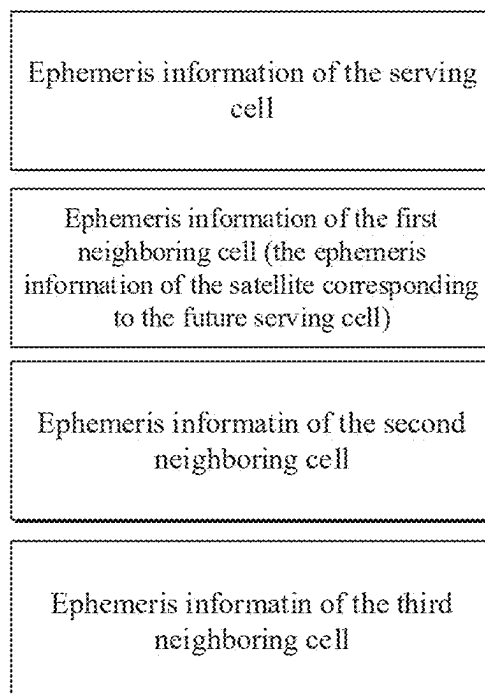 Ephemeris information of the serving
cell
Ephemeris information of the first
neighboring cell (the ephemeris
information of the satellite corresponding
to the future serving cell)
Ephemeris informatin of the second
neighboring cell
Ephemeris informatin of the third
neighboring cell